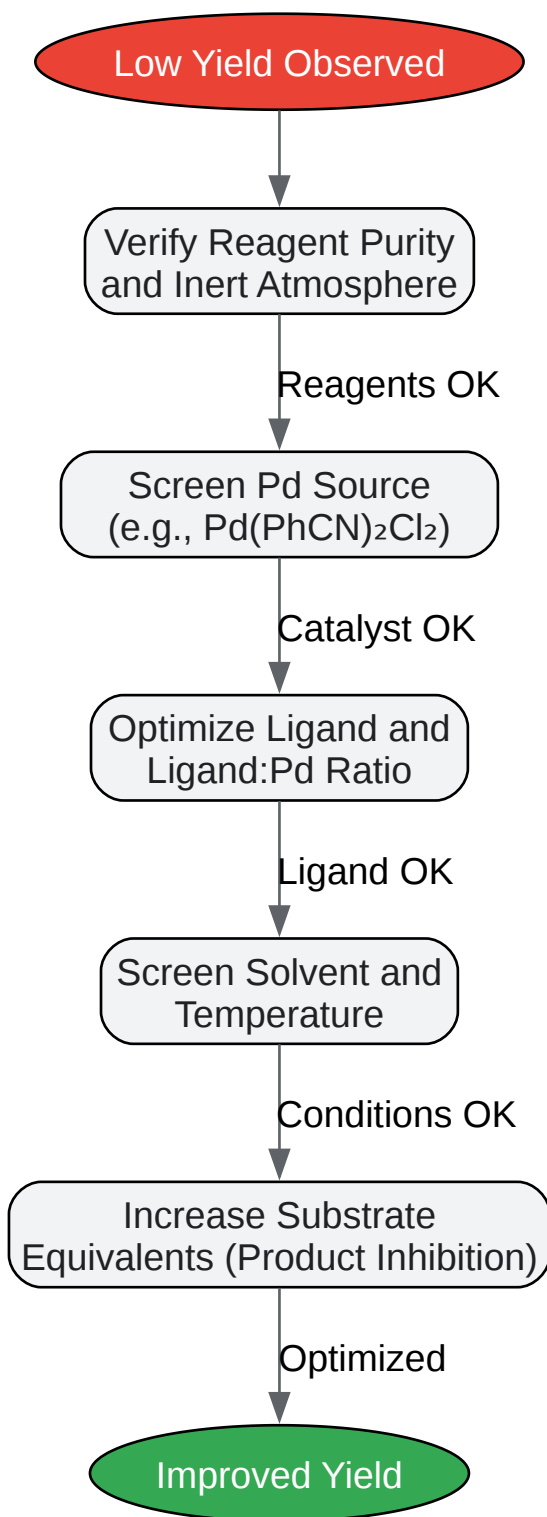 Low Yield Observed
Verify Reagent Purity
and Inert Atmosphere
Reagents OK
Screen Pd Source
(e.g., Pd(PhCN)₂Cl₂)
Catalyst OK
Optimize Ligand and
Ligand:Pd Ratio
Ligand OK
Screen Solvent and
Temperature
Conditions OK
Increase Substrate
Equivalents (Product Inhibition)
Optimized
Improved Yield